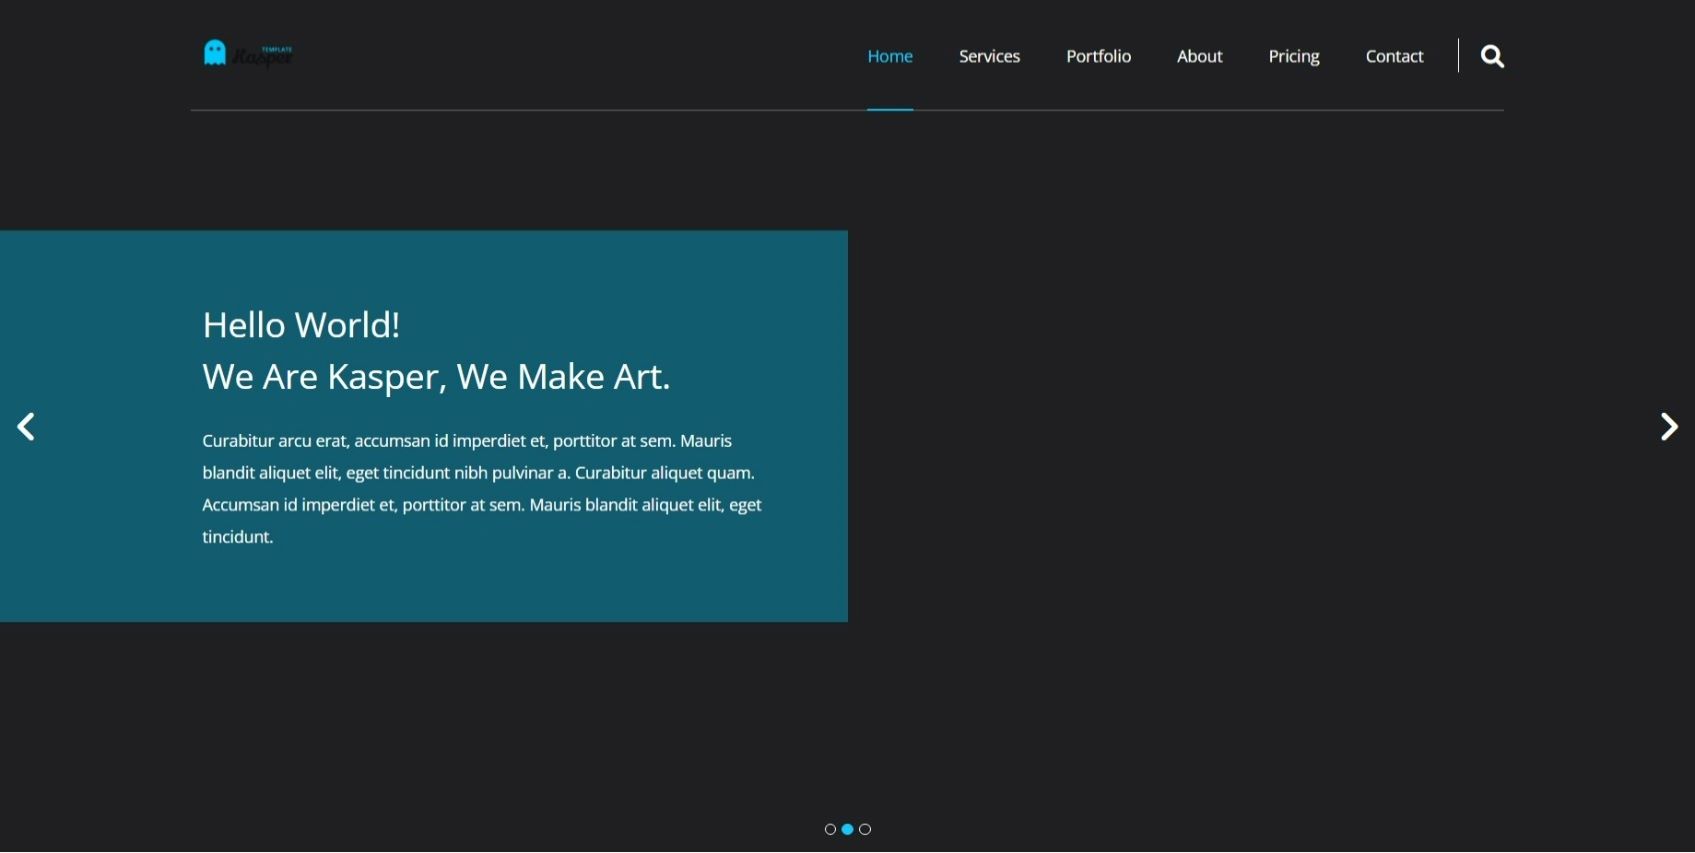 TEMPLATE
Kasper
Home Services Portfolio About Pricing Contact
Hello World!
We Are Kasper, We Make Art.
Curabitur arcu erat, accumsan id imperdiet et, porttitor at sem. Mauris
blandit aliquet elit, eget tincidunt nibh pulvinar a. Curabitur aliquet quam.
Accumsan id imperdiet et, porttitor at sem. Mauris blandit aliquet elit, eget
tincidunt.